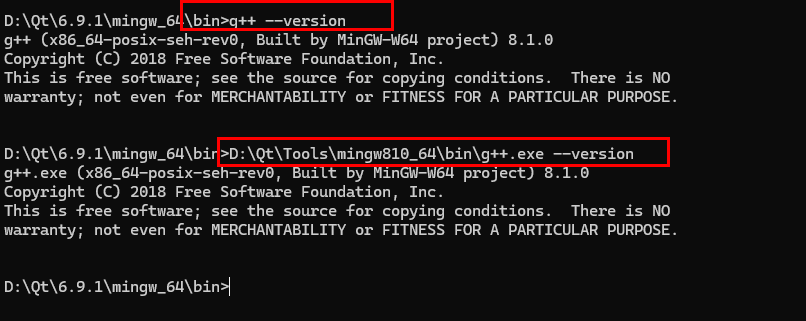 D:\Qt\6.9.1\mingw_64\bin>g++ --version
g++ (x86_64-posix-seh-rev0, Built by MinGW-W64 project) 8.1.0
Copyright (C) 2018 Free Software Foundation, Inc.
This is free software; see the source for copying conditions.  There is NO
warranty; not even for MERCHANTABILITY or FITNESS FOR A PARTICULAR PURPOSE.
D:\Qt\6.9.1\mingw_64\bin>D:\Qt\Tools\mingw810_64\bin\g++.exe --version
g++.exe (x86_64-posix-seh-rev0, Built by MinGW-W64 project) 8.1.0
Copyright (C) 2018 Free Software Foundation, Inc.
This is free software; see the source for copying conditions.  There is NO
warranty; not even for MERCHANTABILITY or FITNESS FOR A PARTICULAR PURPOSE.
D:\Qt\6.9.1\mingw_64\bin>